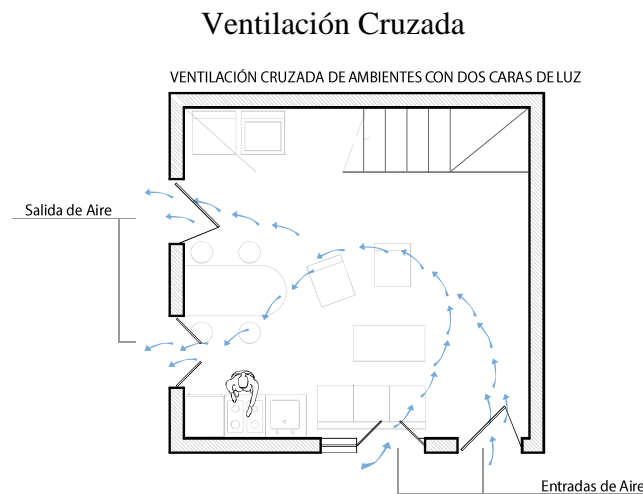 Ventilación Cruzada
VENTILACIÓN CRUZADA DE AMBIENTES CON DOS CARAS DE LUZ
Salida de Aire
Entradas de Aire